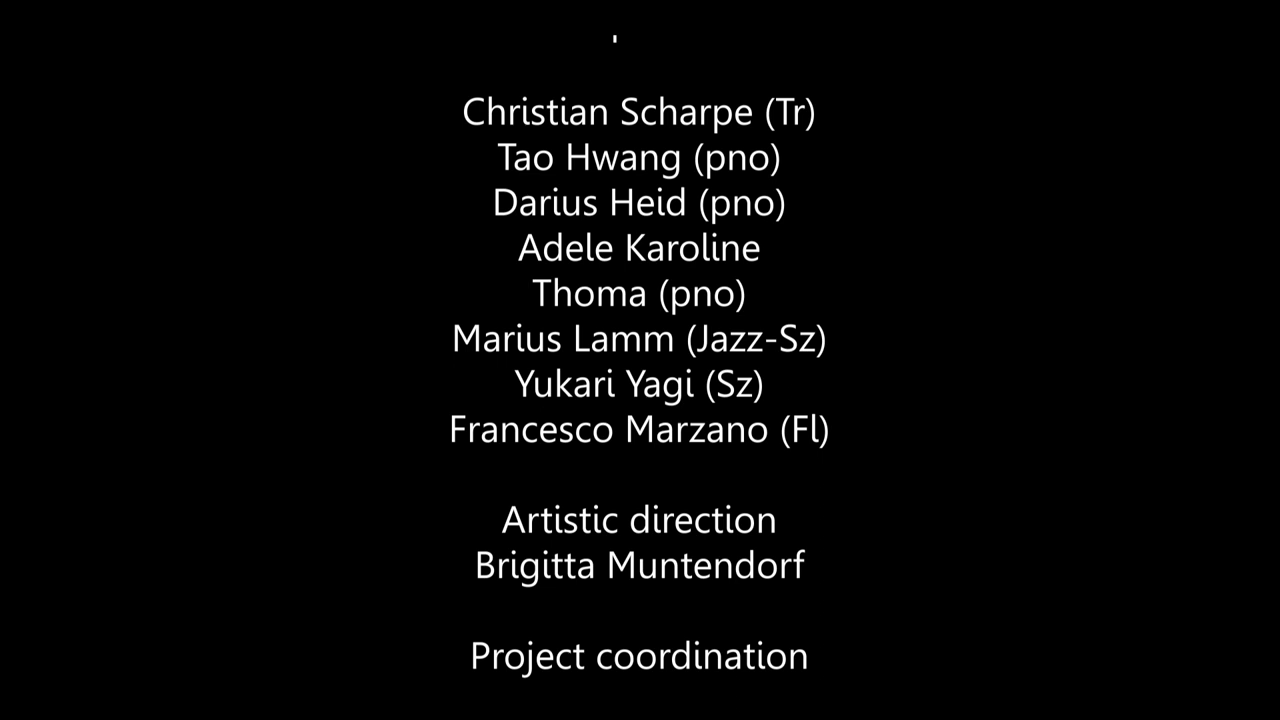 Christian Scharpe (Tr)
Tao Hwang (pno)
Darius Heid (pno)
Adele Karoline
Thoma (pno)
Marius Lamm (Jazz-Sz)
Yukari Yagi (Sz)
Francesco Marzano (Fl)
Artistic direction
Brigitta Muntendorf
Project coordination